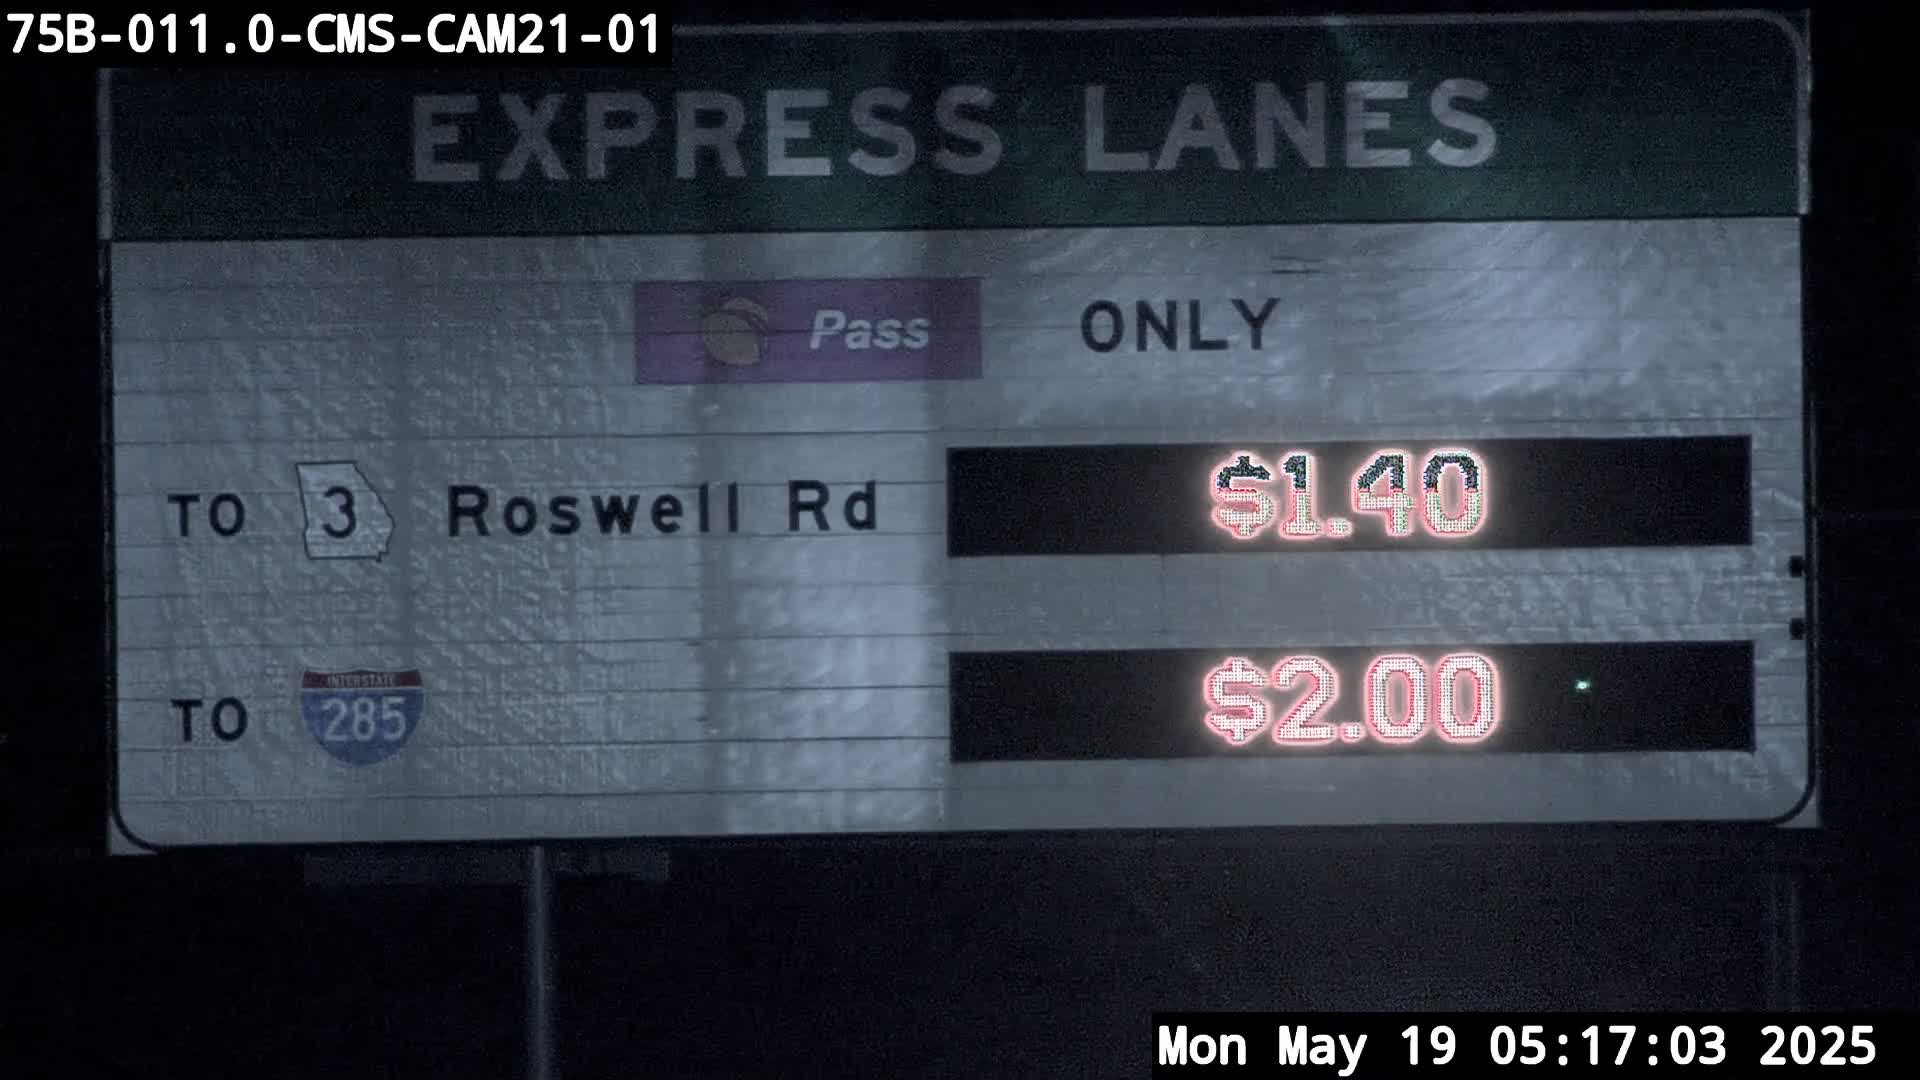 75B-011.0-CMS-CAM21-01
EXPRESS LANES
Pass ONLY
TO 3 Roswell Rd $1.40
TO INTERSTATE 285 $2.00
Mon May 19 05:17:03 2025